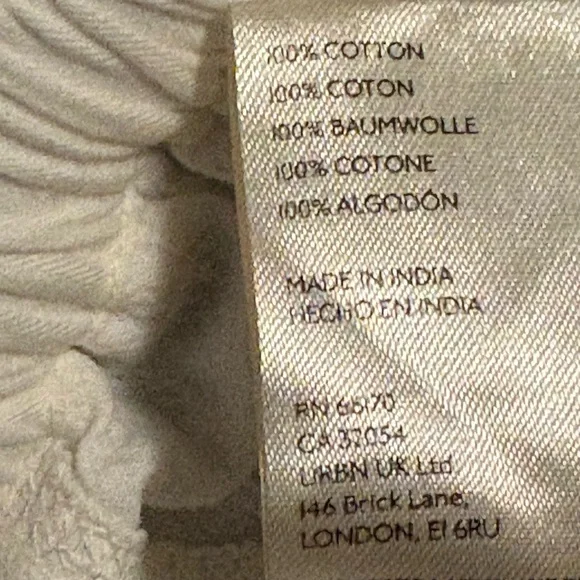 100% COTTON
100% COTON
100% BAUMWOLLE
100% COTONE
100% ALGODÓN
MADE IN INDIA
HECHO EN INDIA
RN 66170
CA 37054
URBN UK Ltd
146 Brick Lane,
LONDON, E1 6RU